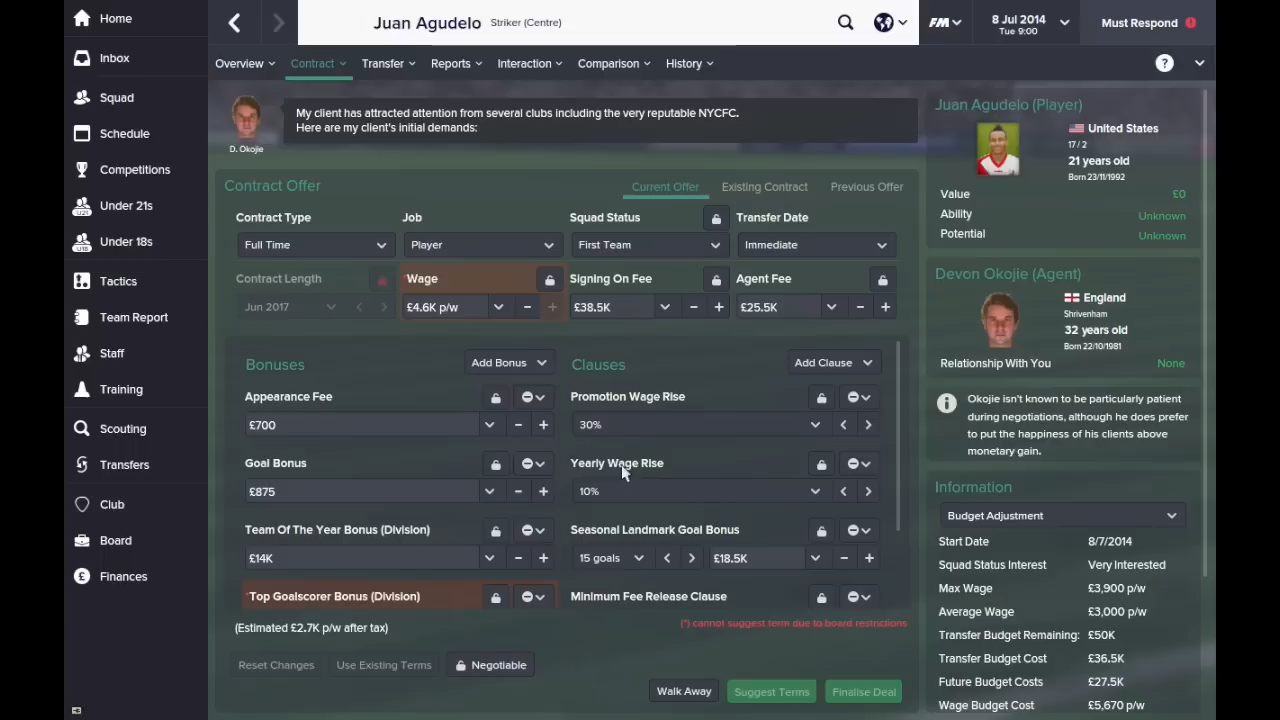 Home
Inbox
Squad
Schedule
Competitions
Under 21s
U21
Under 18s
U18
Tactics
Team Report
Staff
Training
Scouting
Transfers
Club
Board
Finances
Juan Agudelo Striker (Centre)
FM
8 Jul 2014
Tue 9:00
Must Respond
Overview Contract Transfer Reports Interaction Comparison History
?
D. Okojie
My client has attracted attention from several clubs including the very reputable NYCFC.
Here are my client's initial demands:
Contract Offer
Current Offer Existing Contract Previous Offer
Contract Type Job Squad Status Transfer Date
Full Time Player First Team Immediate
Contract Length *Wage Signing On Fee Agent Fee
Jun 2017 £4.6K p/w £38.5K £25.5K
Bonuses Add Bonus Clauses Add Clause
Appearance Fee Promotion Wage Rise
£700 30%
Goal Bonus Yearly Wage Rise
£875 10%
Team Of The Year Bonus (Division) Seasonal Landmark Goal Bonus
£14K 15 goals £18.5K
*Top Goalscorer Bonus (Division) Minimum Fee Release Clause
(Estimated £2.7K p/w after tax)
(*) cannot suggest term due to board restrictions
Reset Changes Use Existing Terms Negotiable
Walk Away Suggest Terms Finalise Deal
Juan Agudelo (Player)
United States
17 / 2
21 years old
Born 23/11/1992
Value £0
Ability Unknown
Potential Unknown
Devon Okojie (Agent)
England
Shrivenham
32 years old
Born 22/10/1981
Relationship With You None
Okojie isn't known to be particularly patient
during negotiations, although he does prefer
to put the happiness of his clients above
monetary gain.
Information
Budget Adjustment
Start Date 8/7/2014
Squad Status Interest Very Interested
Max Wage £3,900 p/w
Average Wage £3,000 p/w
Transfer Budget Remaining: £50K
Transfer Budget Cost £36.5K
Future Budget Costs £27.5K
Wage Budget Cost £5,670 p/w